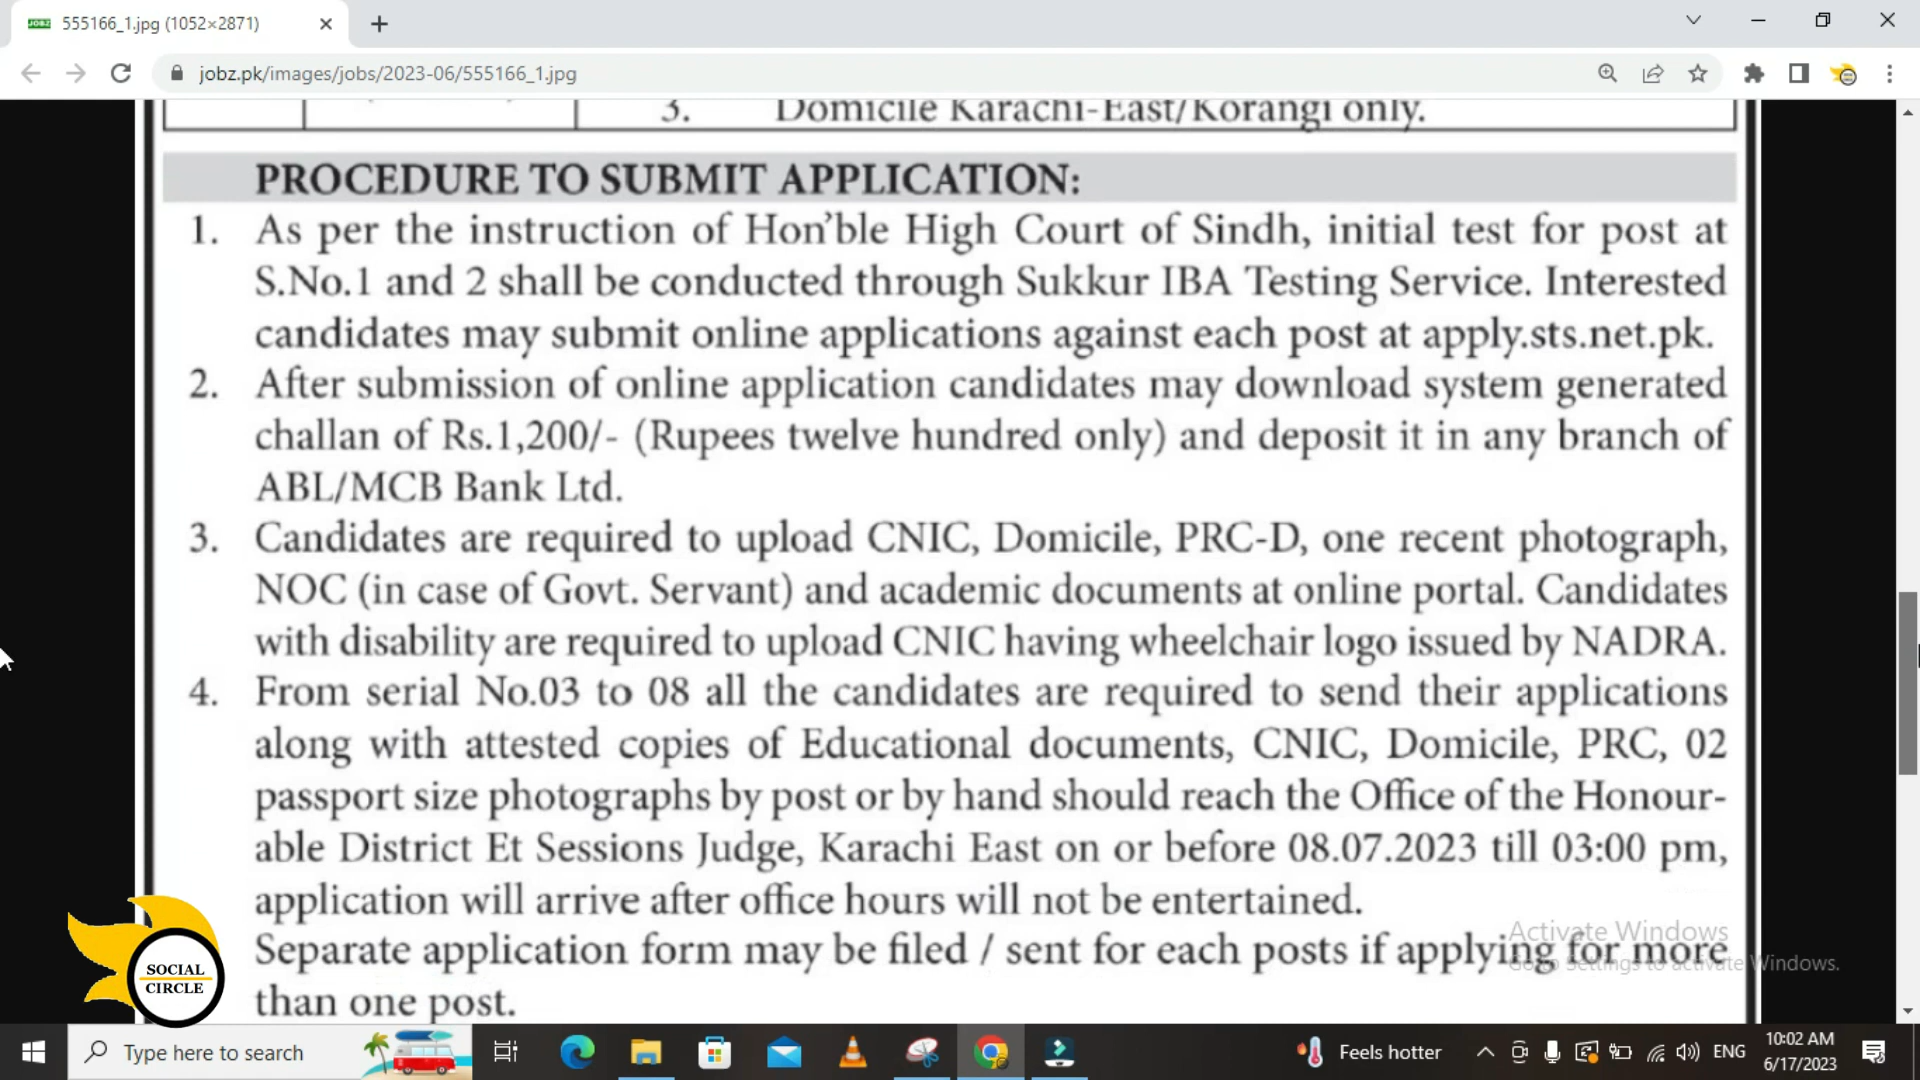 555166_1.jpg (1052×2871)
jobz.pk/images/jobs/2023-06/555166_1.jpg
3. Domicile Karachi-East/Korangi only.
PROCEDURE TO SUBMIT APPLICATION:
1. As per the instruction of Hon'ble High Court of Sindh, initial test for post at
S.No.1 and 2 shall be conducted through Sukkur IBA Testing Service. Interested
candidates may submit online applications against each post at apply.sts.net.pk.
2. After submission of online application candidates may download system generated
challan of Rs.1,200/- (Rupees twelve hundred only) and deposit it in any branch of
ABL/MCB Bank Ltd.
3. Candidates are required to upload CNIC, Domicile, PRC-D, one recent photograph,
NOC (in case of Govt. Servant) and academic documents at online portal. Candidates
with disability are required to upload CNIC having wheelchair logo issued by NADRA.
4. From serial No.03 to 08 all the candidates are required to send their applications
along with attested copies of Educational documents, CNIC, Domicile, PRC, 02
passport size photographs by post or by hand should reach the Office of the Honour-
able District Et Sessions Judge, Karachi East on or before 08.07.2023 till 03:00 pm,
application will arrive after office hours will not be entertained.
Separate application form may be filed / sent for each posts if applying for more
than one post.
Activate Windows
Go to Settings to activate Windows.
SOCIAL
CIRCLE
Type here to search
Feels hotter
ENG
10:02 AM
6/17/2023